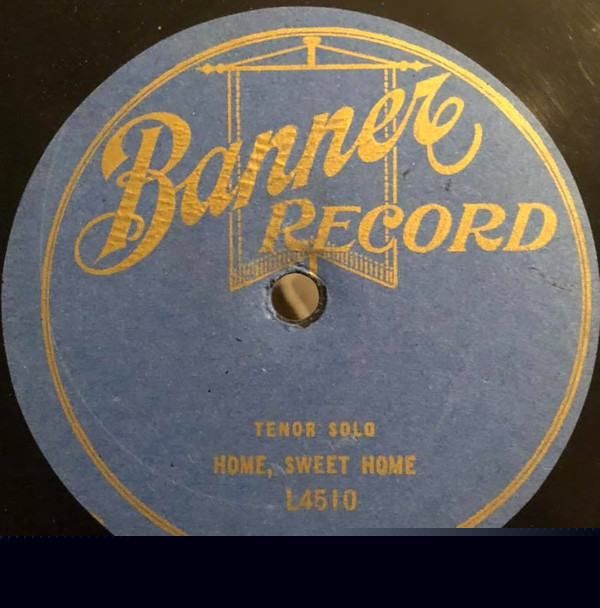 Banner
RECORD
TENOR SOLO
HOME, SWEET HOME
L4510